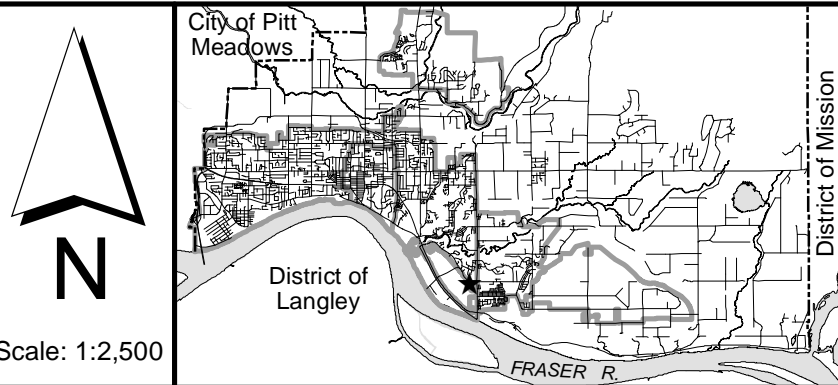 N
Scale: 1:2,500
City of Pitt
Meadows
District of
Langley
FRASER R.
District of Mission